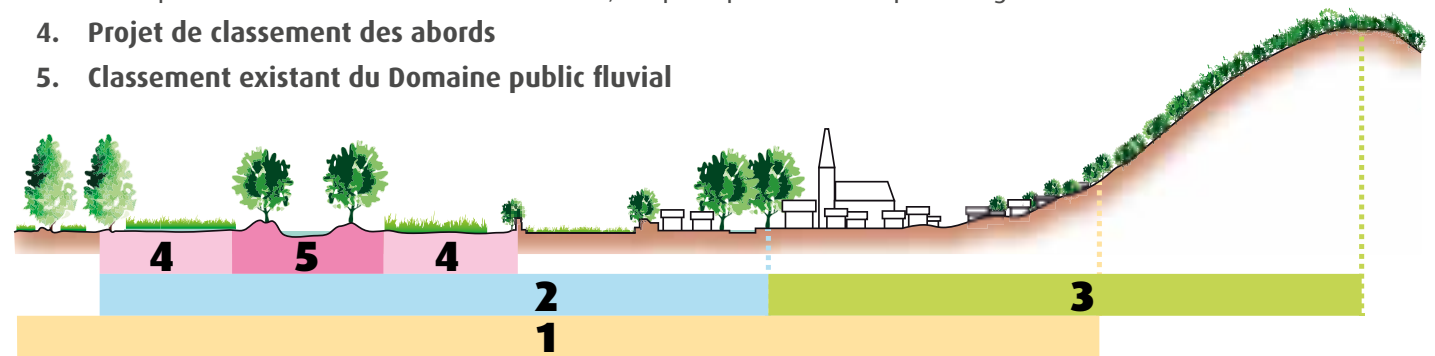 4. Projet de classement des abords
5. Classement existant du Domaine public fluvial
4 5 4
2 3
1